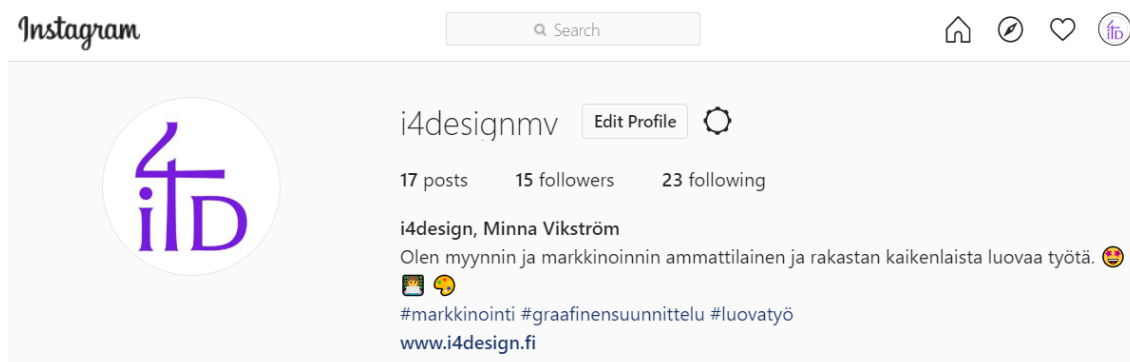 Instagram
Search
i4designmv Edit Profile
17 posts 15 followers 23 following
i4design, Minna Vikström
Olen myynnin ja markkinoinnin ammattilainen ja rakastan kaikenlaista luovaa työtä. 🤩
👨‍💻 🎨
#markkinointi #graafinensuunnittelu #luovatyö
www.i4design.fi
i4D